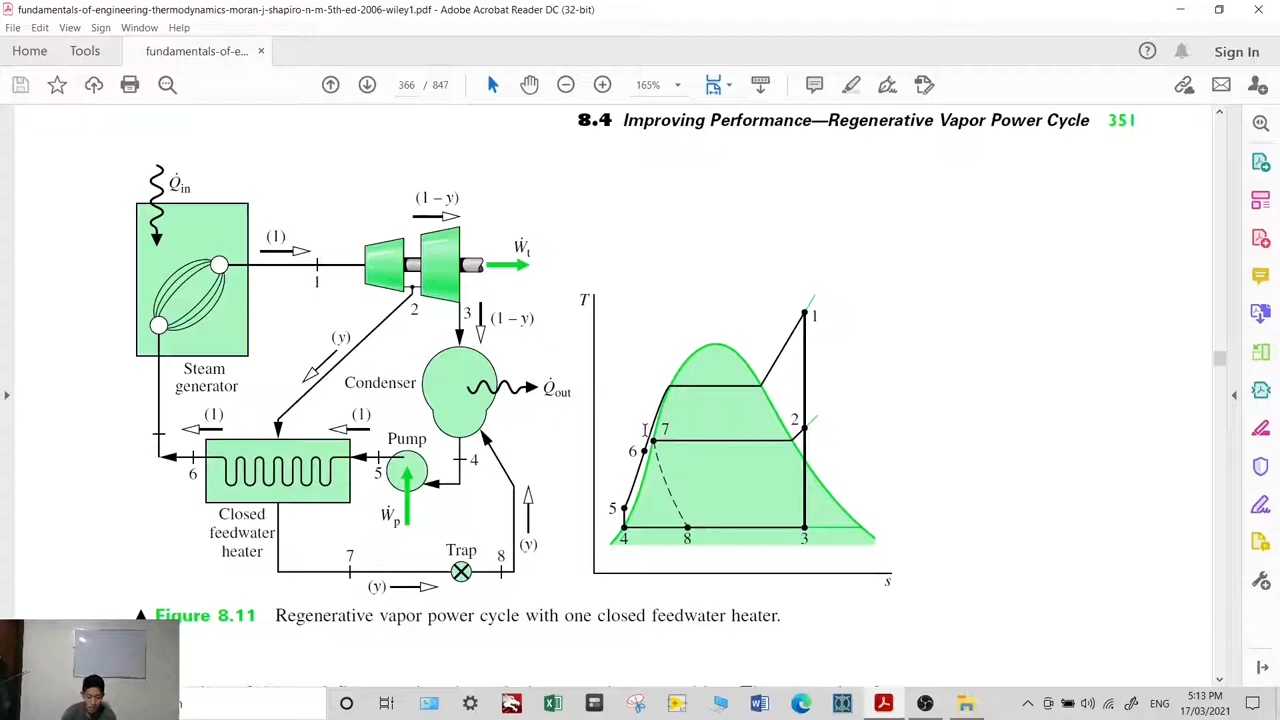 fundamentals-of-engineering-thermodynamics-moran-j-shapiro-n-m-5th-ed-2006-wiley1.pdf - Adobe Acrobat Reader DC (32-bit)
File Edit View Sign Window Help
Home Tools fundamentals-of-e... × Sign In
366 / 847 165%
8.4 Improving Performance—Regenerative Vapor Power Cycle 351
Q̇in
(1 – y)
(1)
Ẇt
1
2
3
(1 – y)
(y)
Steam
generator
Condenser
Q̇out
(1)
(1)
Pump
4
6
5
Closed
feedwater
heater
Ẇp
7
Trap
8
(y)
(y)
T
1
2
7
6
5
4
8
3
s
▲ Figure 8.11 Regenerative vapor power cycle with one closed feedwater heater.
ENG
5:13 PM
17/03/2021